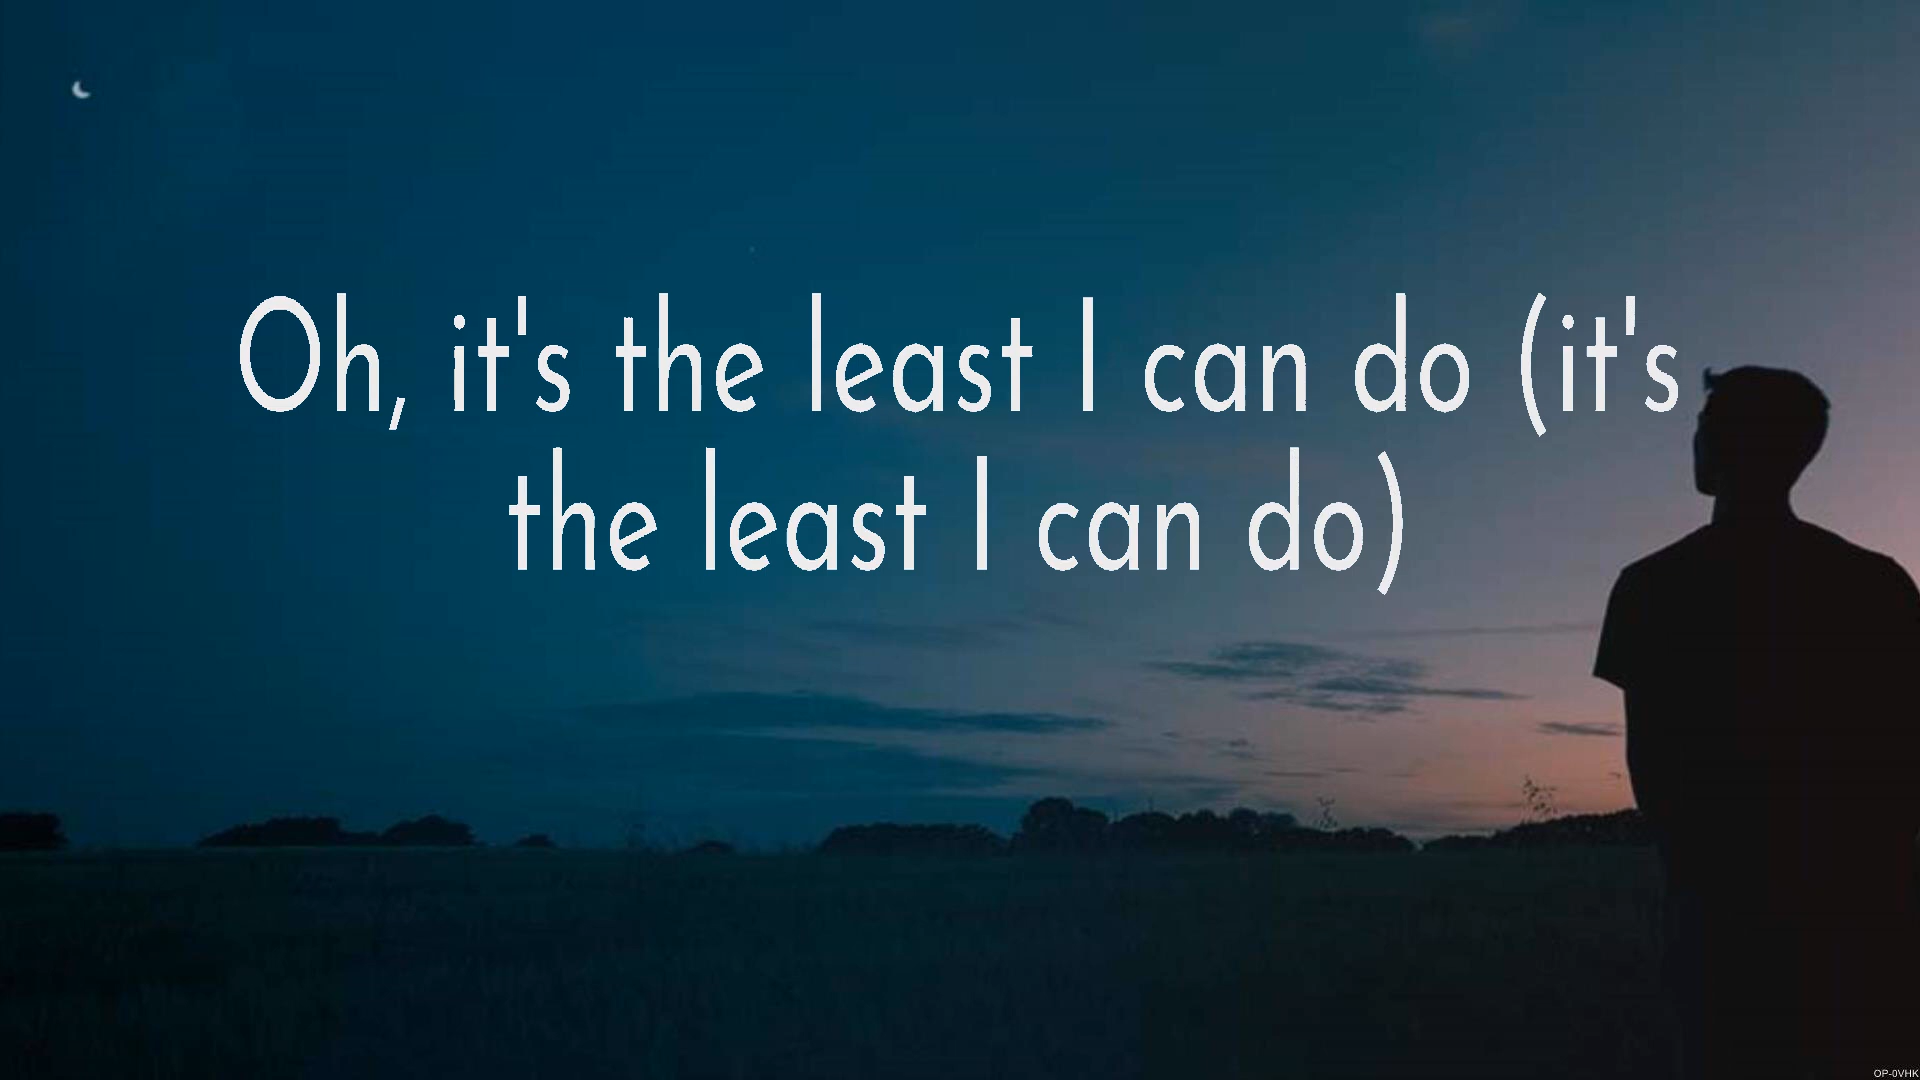 Oh, it's the least I can do (it's
the least I can do)
OP-0VHK